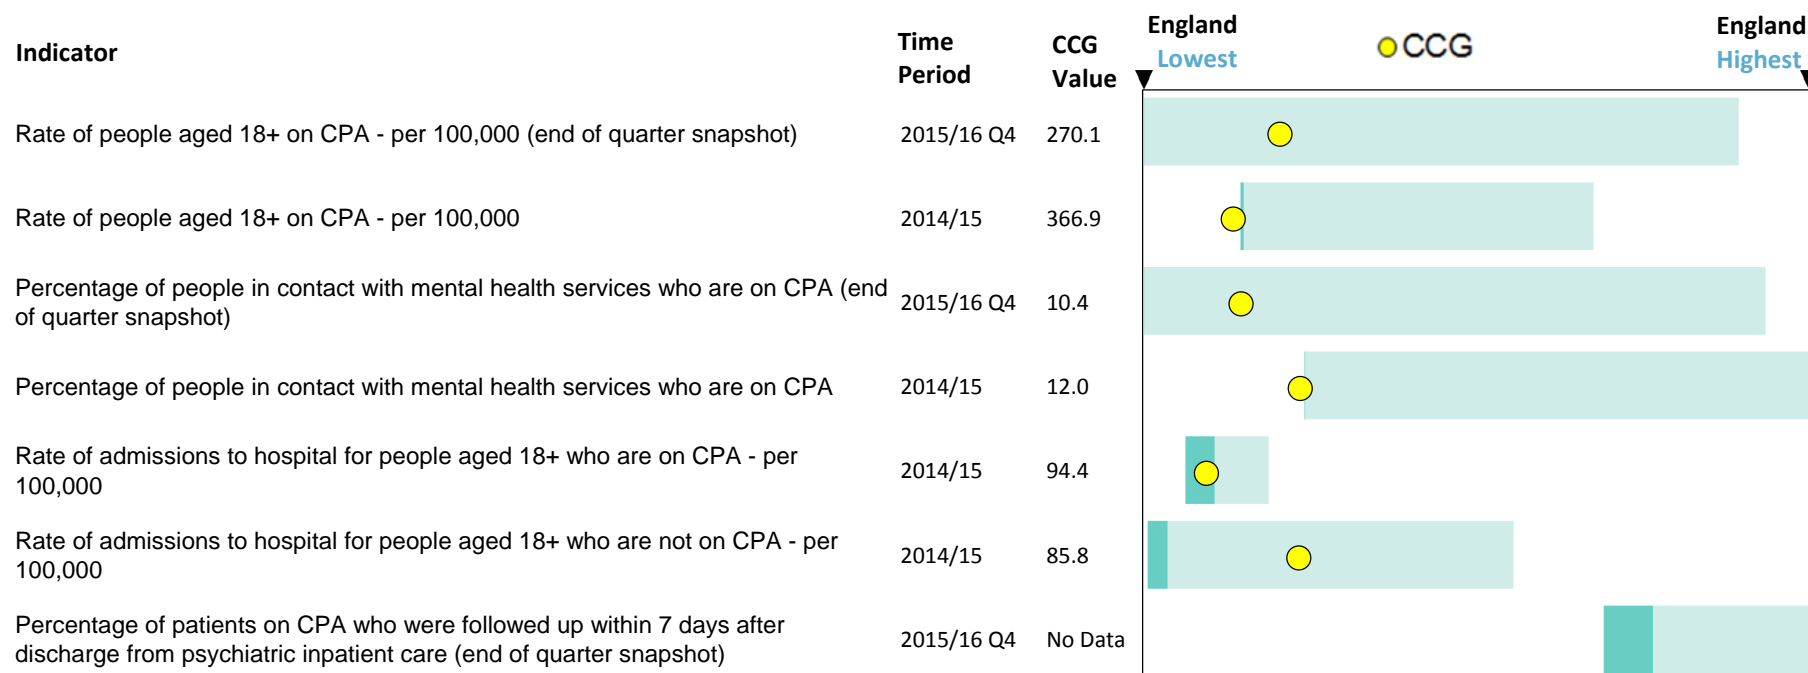 Indicator
Time Period
CCG Value
England Lowest
CCG
England Highest
Rate of people aged 18+ on CPA - per 100,000 (end of quarter snapshot)
2015/16 Q4
270.1
Rate of people aged 18+ on CPA - per 100,000
2014/15
366.9
Percentage of people in contact with mental health services who are on CPA (end
of quarter snapshot)
2015/16 Q4
10.4
Percentage of people in contact with mental health services who are on CPA
2014/15
12.0
Rate of admissions to hospital for people aged 18+ who are on CPA - per
100,000
2014/15
94.4
Rate of admissions to hospital for people aged 18+ who are not on CPA - per
100,000
2014/15
85.8
Percentage of patients on CPA who were followed up within 7 days after
discharge from psychiatric inpatient care (end of quarter snapshot)
2015/16 Q4
No Data